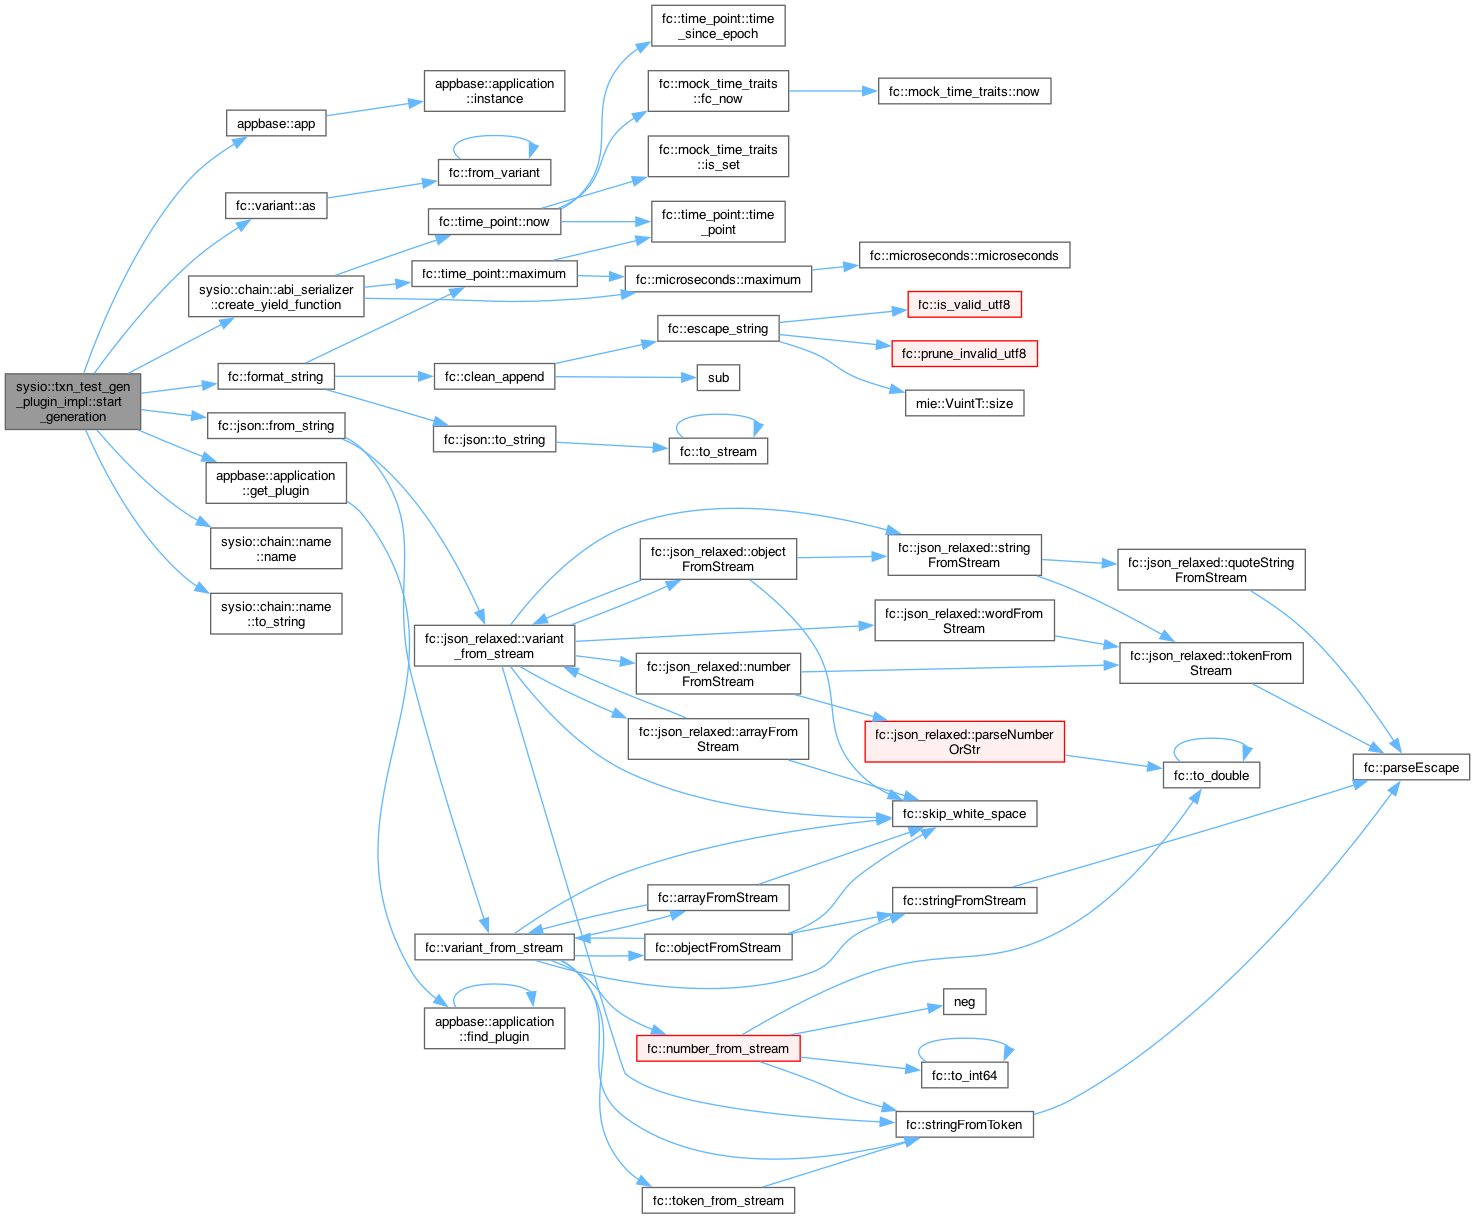 fc::time_point::time
_since_epoch
appbase::application
::instance
fc::mock_time_traits
::fc_now
fc::mock_time_traits::now
appbase::app
fc::mock_time_traits
::is_set
fc::from_variant
fc::variant::as
fc::time_point::now
fc::time_point::time
_point
fc::microseconds::microseconds
fc::time_point::maximum
fc::microseconds::maximum
sysio::chain::abi_serializer
::create_yield_function
fc::is_valid_utf8
fc::escape_string
fc::prune_invalid_utf8
sysio::txn_test_gen
_plugin_impl::start
_generation
fc::format_string
fc::clean_append
sub
mie::VuintT::size
fc::json::from_string
fc::json::to_string
fc::to_stream
appbase::application
::get_plugin
sysio::chain::name
::name
fc::json_relaxed::object
FromStream
fc::json_relaxed::string
FromStream
fc::json_relaxed::quoteString
FromStream
sysio::chain::name
::to_string
fc::json_relaxed::wordFrom
Stream
fc::json_relaxed::variant
_from_stream
fc::json_relaxed::number
FromStream
fc::json_relaxed::tokenFrom
Stream
fc::json_relaxed::arrayFrom
Stream
fc::json_relaxed::parseNumber
OrStr
fc::to_double
fc::parseEscape
fc::skip_white_space
fc::arrayFromStream
fc::stringFromStream
fc::variant_from_stream
fc::objectFromStream
appbase::application
::find_plugin
neg
fc::number_from_stream
fc::to_int64
fc::stringFromToken
fc::token_from_stream